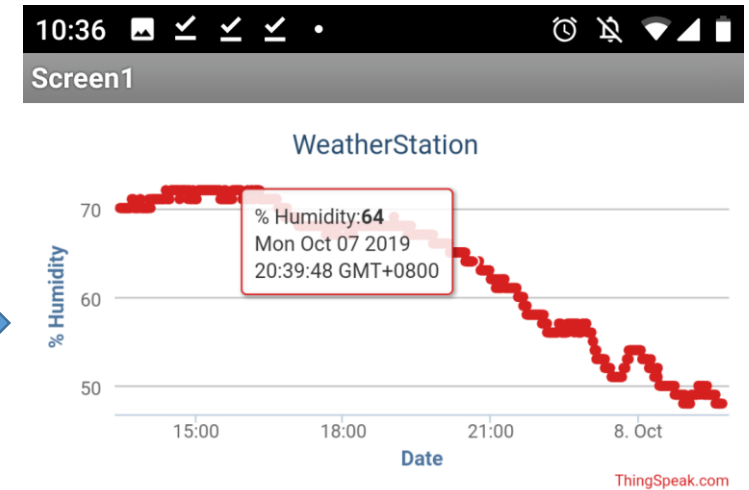 10:36
Screen1
WeatherStation
% Humidity:64
Mon Oct 07 2019
20:39:48 GMT+0800
% Humidity
70
60
50
15:00 18:00 21:00 8. Oct
Date
ThingSpeak.com